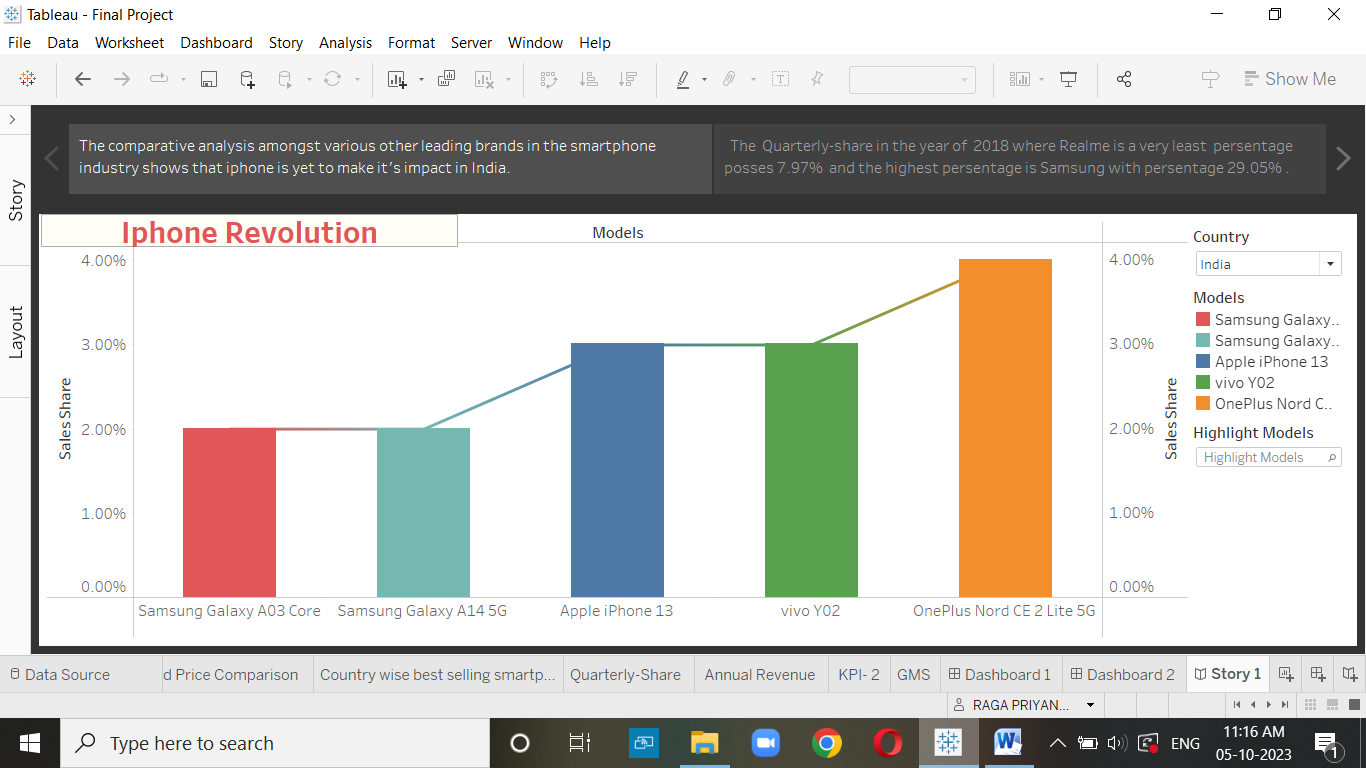 Tableau - Final Project
File Data Worksheet Dashboard Story Analysis Format Server Window Help
Show Me
The comparative analysis amongst various other leading brands in the smartphone
industry shows that iphone is yet to make it's impact in India.
The Quarterly-share in the year of 2018 where Realme is a very least persentage
posses 7.97% and the highest persentage is Samsung with persentage 29.05% .
Story
Layout
Iphone Revolution
Models
4.00%
3.00%
2.00%
1.00%
0.00%
Sales Share
Samsung Galaxy A03 Core
Samsung Galaxy A14 5G
Apple iPhone 13
vivo Y02
OnePlus Nord CE 2 Lite 5G
4.00%
3.00%
2.00%
1.00%
0.00%
Sales Share
Country
India
Models
Samsung Galaxy..
Samsung Galaxy..
Apple iPhone 13
vivo Y02
OnePlus Nord C..
Highlight Models
Highlight Models
Data Source d Price Comparison Country wise best selling smartp... Quarterly-Share Annual Revenue KPI- 2 GMS Dashboard 1 Dashboard 2 Story 1
RAGA PRIYAN...
Type here to search
ENG
11:16 AM
05-10-2023
1